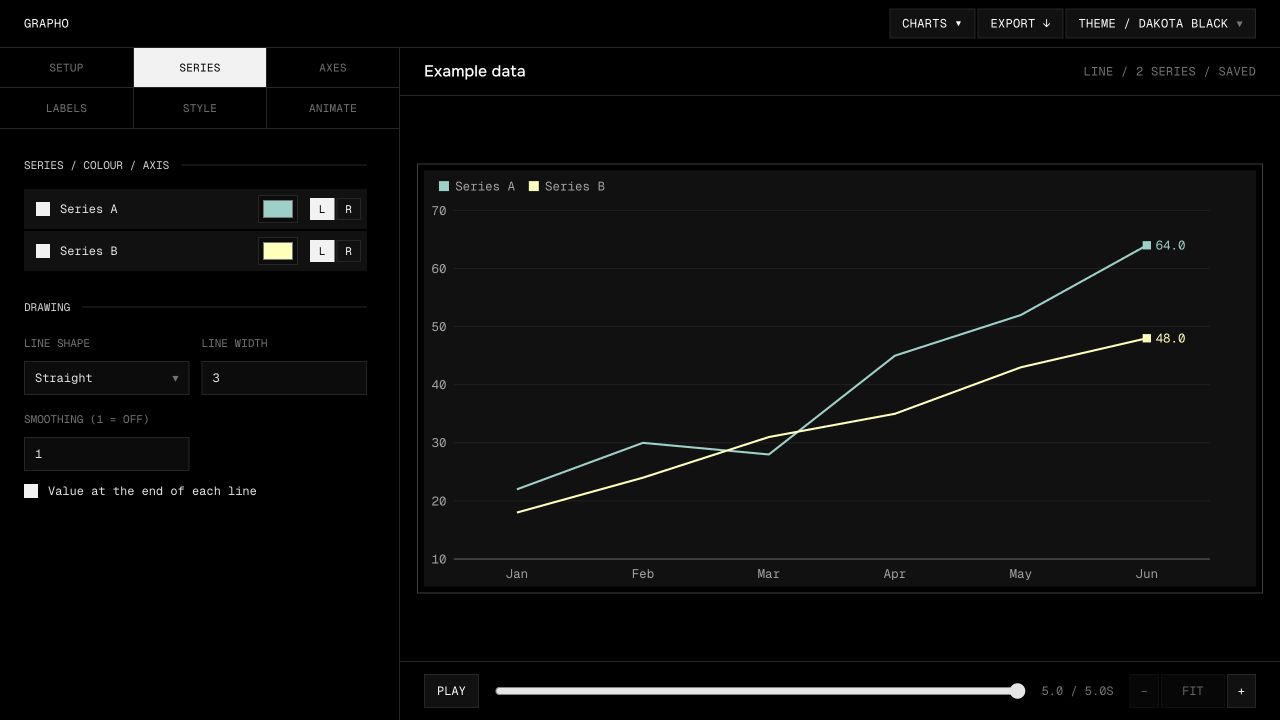 GRAPHO
CHARTS ▼
EXPORT ↓
THEME / DAKOTA BLACK ▼
SETUP
SERIES
AXES
LABELS
STYLE
ANIMATE
Example data
LINE / 2 SERIES / SAVED
SERIES / COLOUR / AXIS
Series A
L
R
Series B
L
R
DRAWING
LINE SHAPE
LINE WIDTH
Straight ▼
3
SMOOTHING (1 = OFF)
1
Value at the end of each line
Series A
Series B
70
60
50
40
30
20
10
64.0
48.0
Jan
Feb
Mar
Apr
May
Jun
PLAY
5.0 / 5.0S
−
FIT
+